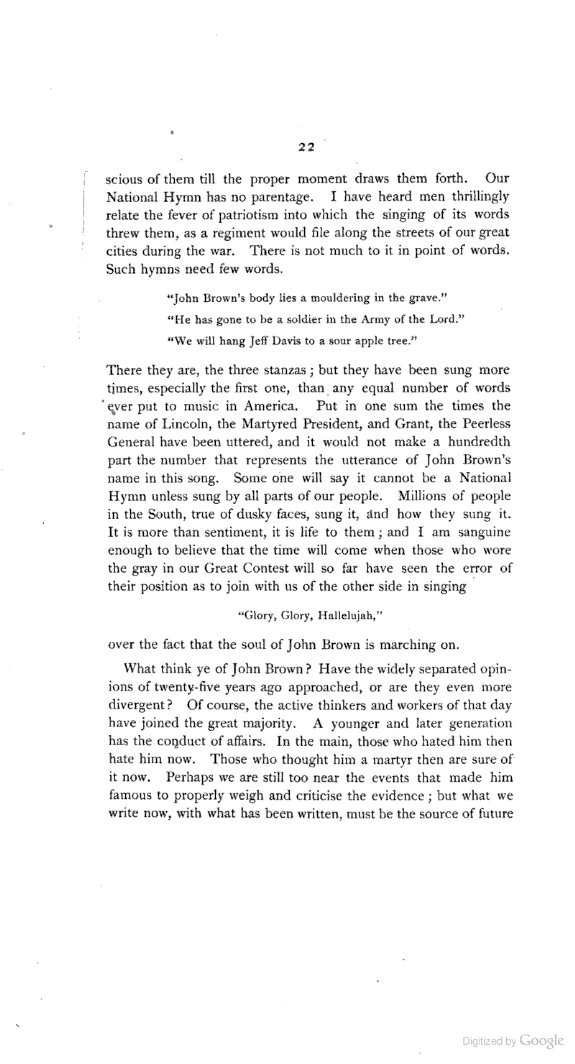 22
scious of them till the proper moment draws them forth. Our
National Hymn has no parentage. I have heard men thrillingly
relate the fever of patriotism into which the singing of its words
threw them, as a regiment would file along the streets of our great
cities during the war. There is not much to it in point of words.
Such hymns need few words.
"John Brown's body lies a mouldering in the grave."
"He has gone to be a soldier in the Army of the Lord."
"We will hang Jeff Davis to a sour apple tree."
There they are, the three stanzas ; but they have been sung more
times, especially the first one, than any equal number of words
ever put to music in America. Put in one sum the times the
name of Lincoln, the Martyred President, and Grant, the Peerless
General have been uttered, and it would not make a hundredth
part the number that represents the utterance of John Brown's
name in this song. Some one will say it cannot be a National
Hymn unless sung by all parts of our people. Millions of people
in the South, true of dusky faces, sung it, and how they sung it.
It is more than sentiment, it is life to them ; and I am sanguine
enough to believe that the time will come when those who wore
the gray in our Great Contest will so far have seen the error of
their position as to join with us of the other side in singing
"Glory, Glory, Hallelujah,"
over the fact that the soul of John Brown is marching on.
What think ye of John Brown ? Have the widely separated opin-
ions of twenty-five years ago approached, or are they even more
divergent ? Of course, the active thinkers and workers of that day
have joined the great majority. A younger and later generation
has the conduct of affairs. In the main, those who hated him then
hate him now. Those who thought him a martyr then are sure of
it now. Perhaps we are still too near the events that made him
famous to properly weigh and criticise the evidence ; but what we
write now, with what has been written, must be the source of future
Digitized by Google